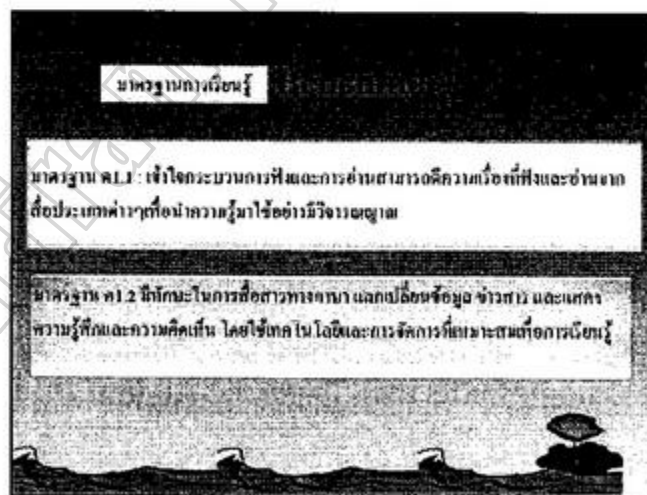 มาตรฐานการเรียนรู้
มาตรฐาน ต1.1 : เข้าใจกระบวนการฟังและการอ่านสามารถตีความเรื่องที่ฟังและอ่านจาก
สื่อประเภทต่างๆเพื่อนำความรู้มาใช้อย่างมีวิจารณญาณ
มาตรฐาน ต1.2 มีทักษะในการสื่อสารทางภาษา แลกเปลี่ยนข้อมูล ข่าวสาร และแสดง
ความรู้สึกและความคิดเห็น โดยใช้เทคโนโลยีและการจัดการที่เหมาะสมเพื่อการเรียนรู้